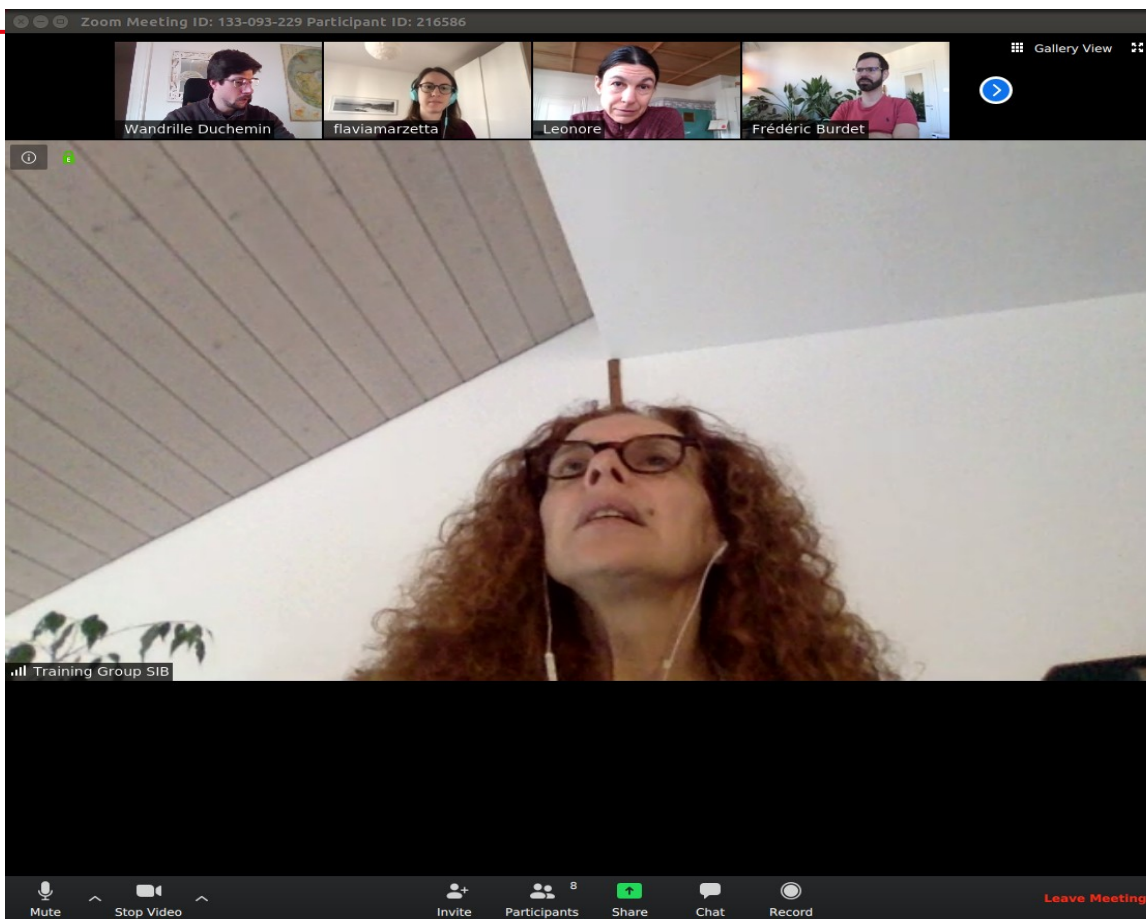 Zoom Meeting ID: 133-093-229 Participant ID: 216586
Gallery View
Wandrille Duchemin
flaviamarzetta
Leonore
Frédéric Burdet
E
Training Group SIB
8
Mute
Stop Video
Invite
Participants
Share
Chat
Record
Leave Meeting